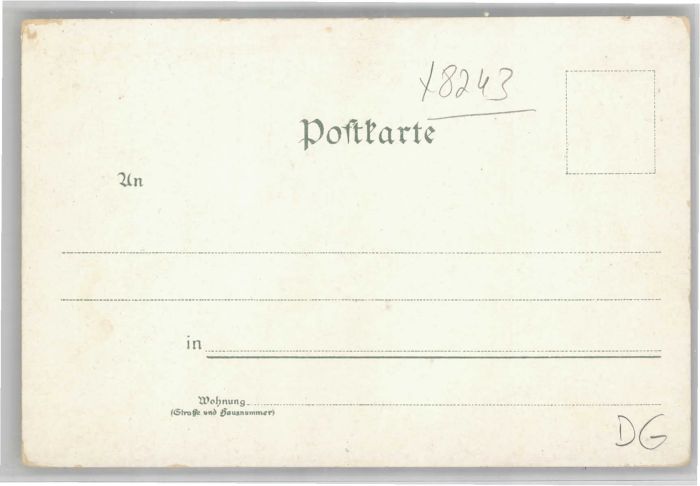 x8243
Postkarte
An
in
Wohnung
(Straße und Hausnummer)
DG